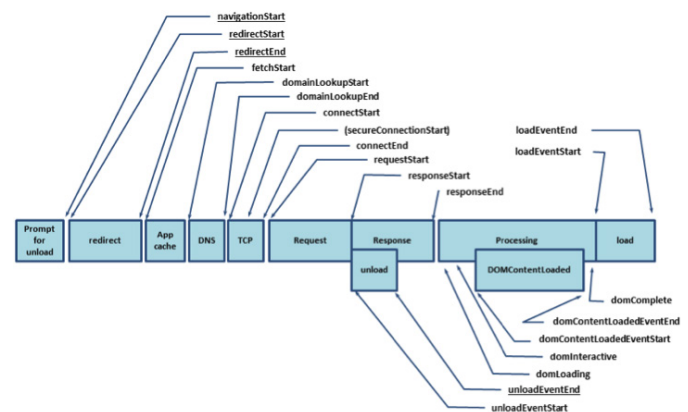 navigationStart
redirectStart
redirectEnd
fetchStart
domainLookupStart
domainLookupEnd
connectStart
(secureConnectionStart)
connectEnd
requestStart
responseStart
responseEnd
loadEventEnd
loadEventStart
Prompt
for
unload
redirect
App
cache
DNS
TCP
Request
Response
unload
Processing
DOMContentLoaded
load
domComplete
domContentLoadedEventEnd
domContentLoadedEventStart
domInteractive
domLoading
unloadEventEnd
unloadEventStart